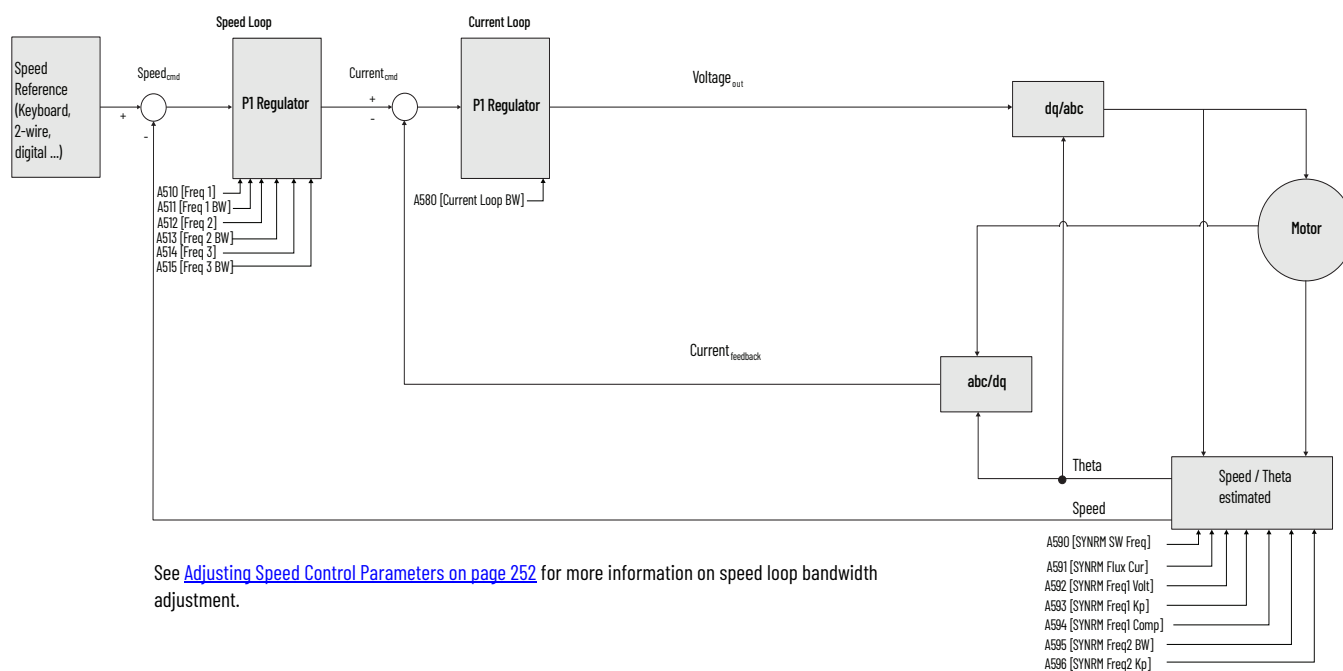 Speed Loop
Current Loop
Speed
Reference
(Keyboard,
2-wire,
digital ...)
Speedcmd
+
-
P1 Regulator
Currentcmd
+
-
P1 Regulator
Voltageout
dq/abc
Motor
A510 [Freq 1]
A511 [Freq 1 BW]
A512 [Freq 2]
A513 [Freq 2 BW]
A514 [Freq 3]
A515 [Freq 3 BW]
A580 [Current Loop BW]
Currentfeedback
abc/dq
Theta
Speed
Speed / Theta
estimated
A590 [SYNRM SW Freq]
A591 [SYNRM Flux Cur]
A592 [SYNRM Freq1 Volt]
A593 [SYNRM Freq1 Kp]
A594 [SYNRM Freq1 Comp]
A595 [SYNRM Freq2 BW]
A596 [SYNRM Freq2 Kp]
See Adjusting Speed Control Parameters on page 252 for more information on speed loop bandwidth
adjustment.